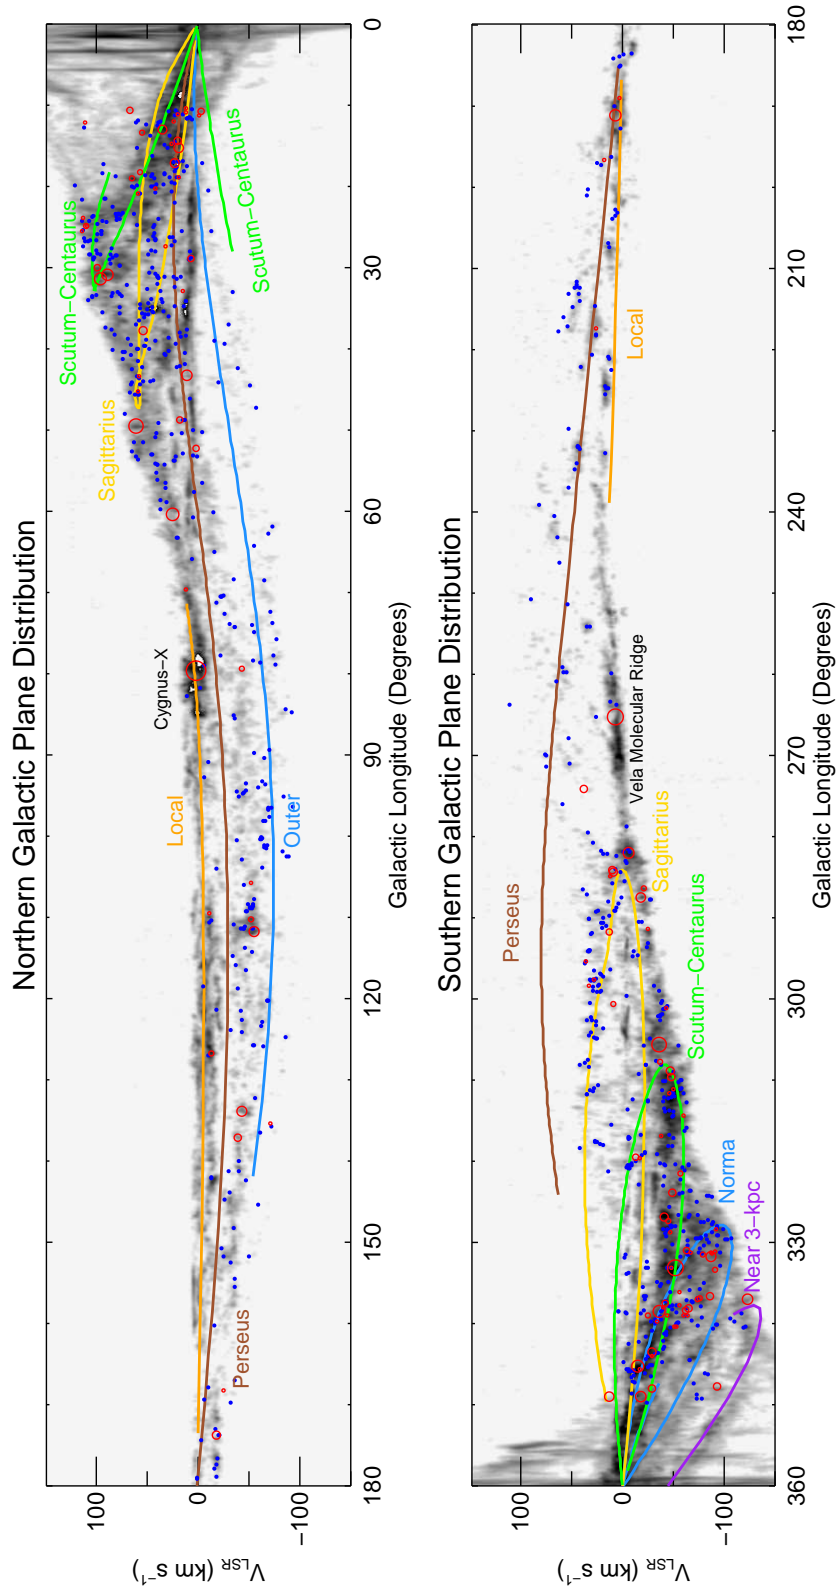 Northern Galactic Plane Distribution
100
0
−100
V_LSR (km s⁻¹)
180
150
120
90
60
30
0
Galactic Longitude (Degrees)
Perseus
Local
Outer
Cygnus−X
Sagittarius
Scutum−Centaurus
Scutum−Centaurus
Southern Galactic Plane Distribution
100
0
−100
V_LSR (km s⁻¹)
360
330
300
270
240
210
180
Galactic Longitude (Degrees)
Near 3−kpc
Norma
Scutum−Centaurus
Perseus
Sagittarius
Vela Molecular Ridge
Local